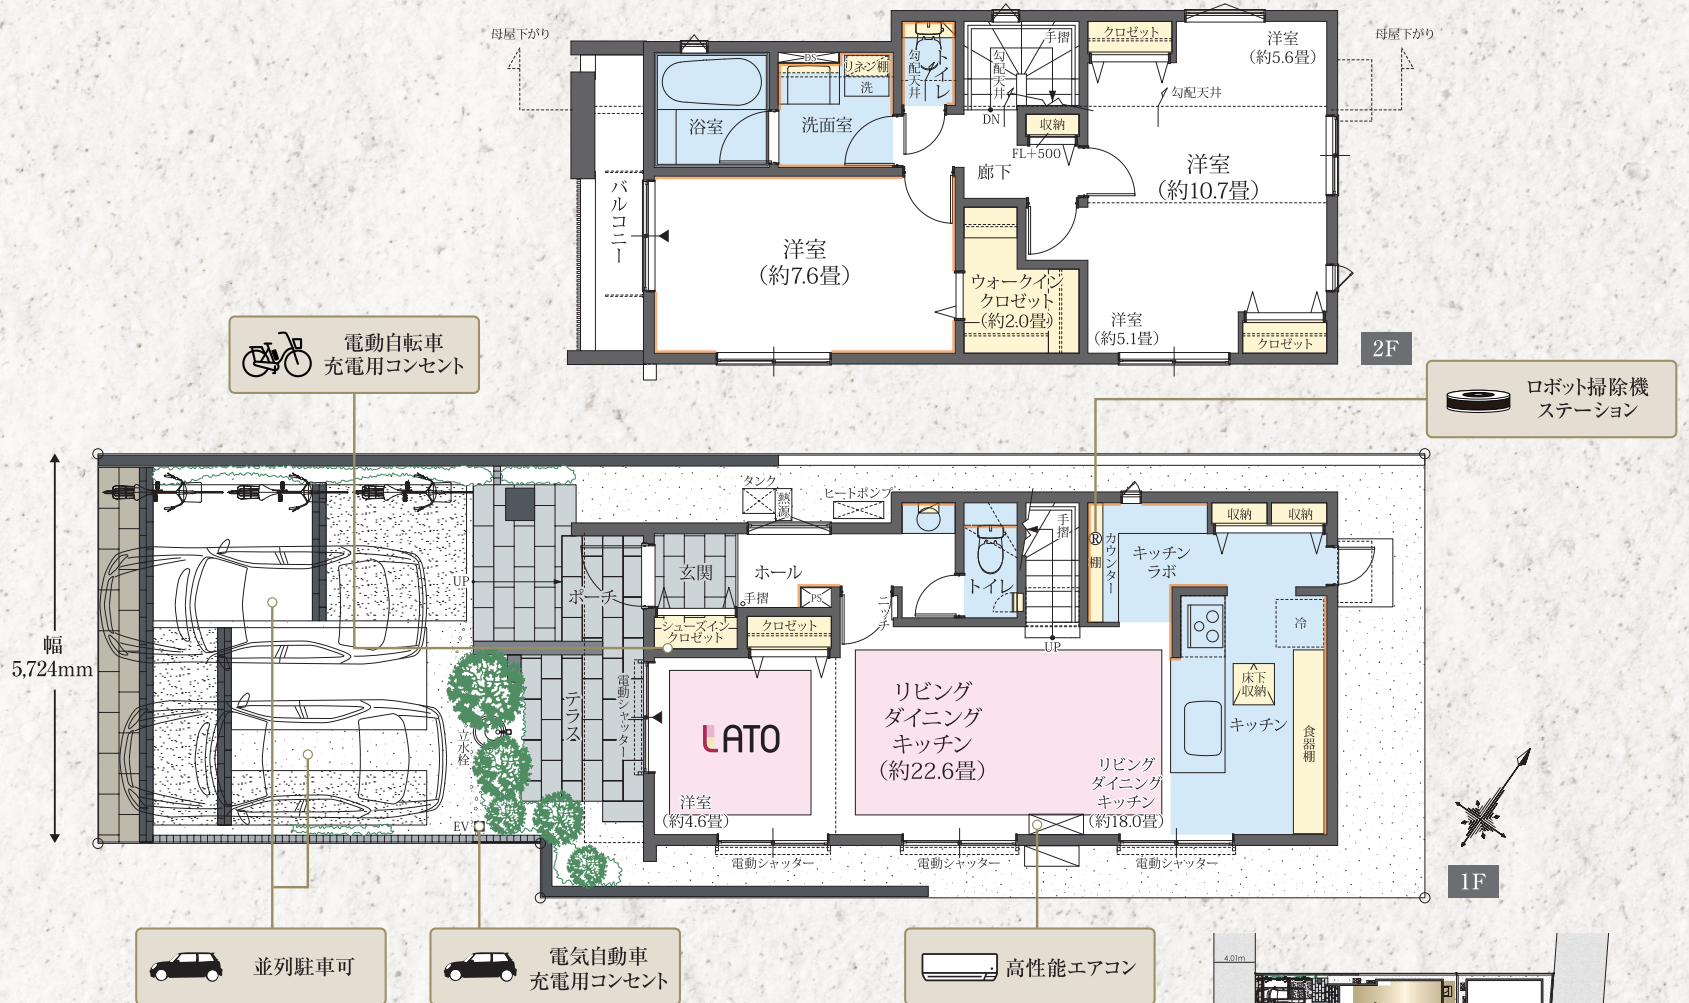 母屋下がり
母屋下がり
クロゼット
洋室
(約5.6畳)
手摺
勾配天井
トイレ
勾配天井
DS
リネン棚
洗
浴室
洗面室
勾配天井
DN
収納
FL+500
廊下
洋室
(約10.7畳)
バルコニー
洋室
(約7.6畳)
ウォークイン
クロゼット
(約2.0畳)
洋室
(約5.1畳)
クロゼット
2F
電動自転車
充電用コンセント
ロボット掃除機
ステーション
タンク
熱源
ヒートポンプ
手摺
収納
収納
Ⓡ
棚
カウンター
キッチン
ラボ
UP
ポーチ
玄関
ホール
手摺
PS
ニッチ
トイレ
シューズイン
クロゼット
クロゼット
UP
冷
幅
5,724mm
床下
収納
キッチン
食器棚
テラス
電動シャッター
立水栓
LATO
リビング
ダイニング
キッチン
(約22.6畳)
リビング
ダイニング
キッチン
(約18.0畳)
洋室
(約4.6畳)
EV
電動シャッター
電動シャッター
電動シャッター
1F
並列駐車可
電気自動車
充電用コンセント
高性能エアコン
4.01m